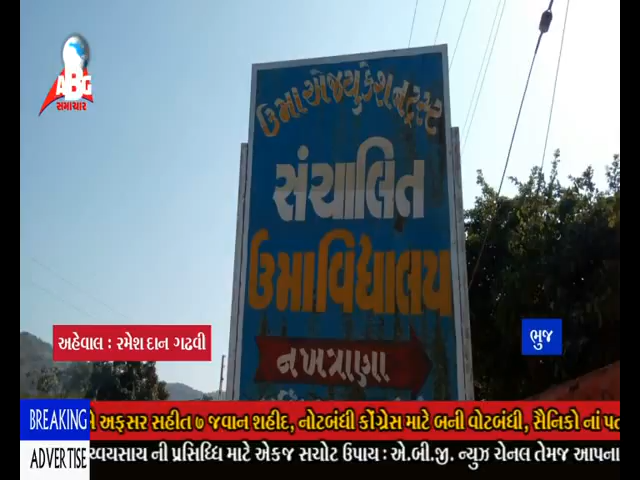 ABG
સમાચાર
ઉમા એજ્યુકેશન ટ્રસ્ટ
સંચાલિત
ઉમાવિદ્યાલય
નખત્રાણા
અહેવાલ : રમેશ દાન ગઢવી
ભુજ
BREAKING
અફસર સહીત ૭ જવાન શહીદ, નોટબંધી કોંગ્રેસ માટે બની વોટબંધી, સૈનિકો નાં
ADVERTISE
વ્યવસાય ની પ્રસિધ્ધિ માટે એકજ સચોટ ઉપાય : એ.બી.જી. ન્યુઝ ચેનલ તેમજ આપના